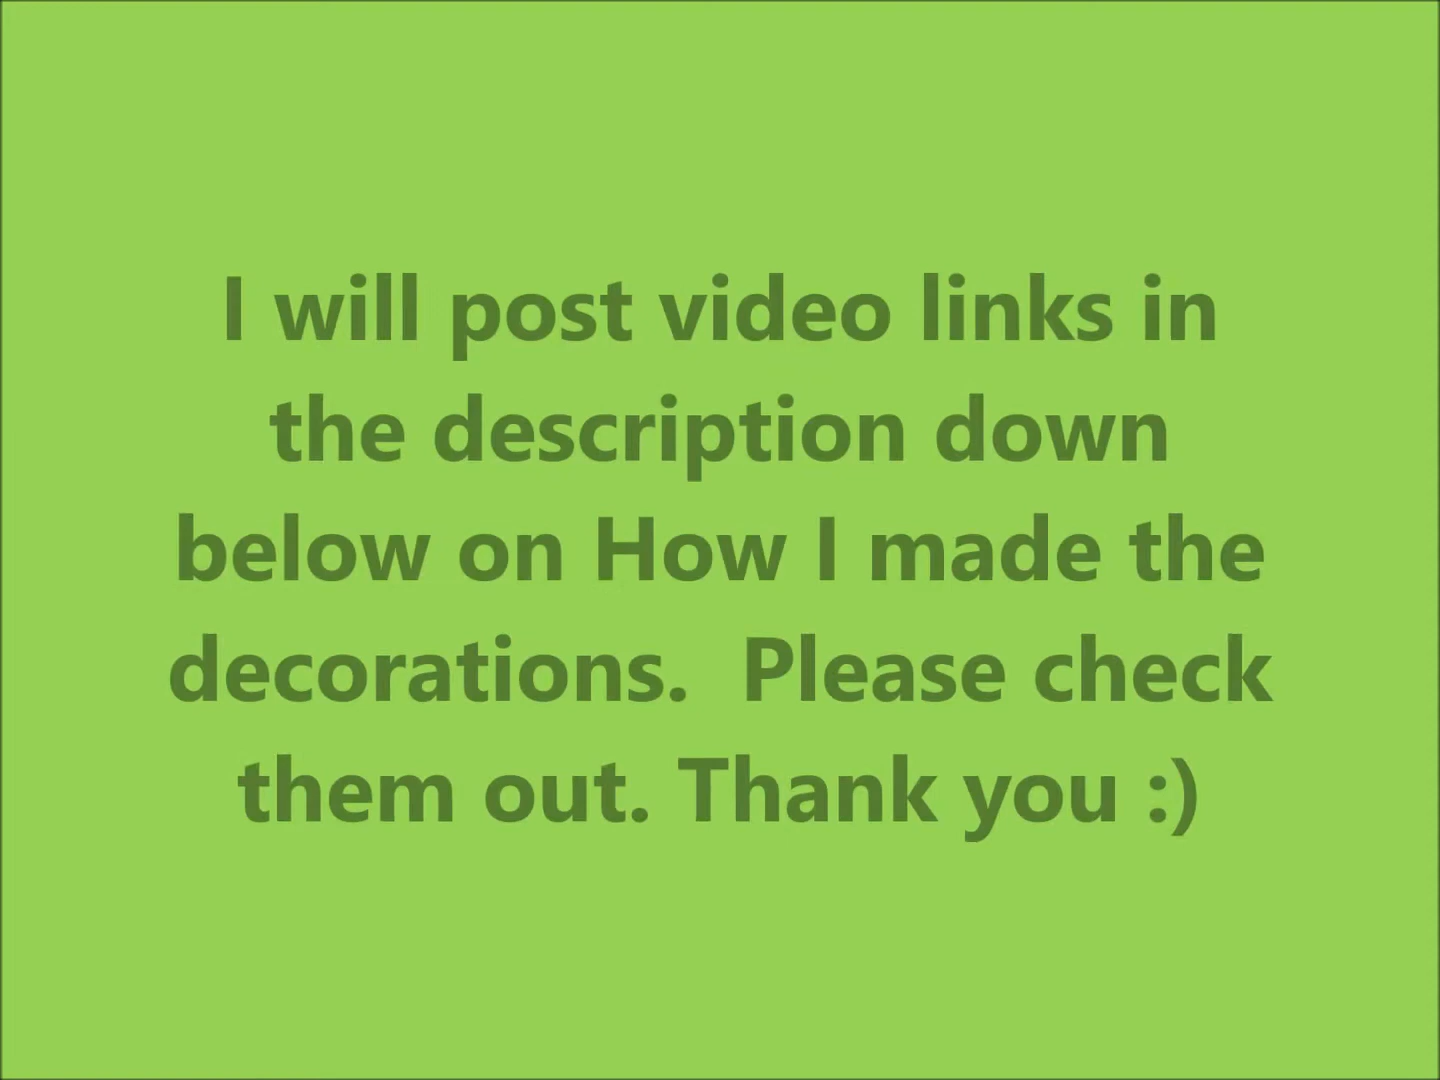 I will post video links in
the description down
below on How I made the
decorations.  Please check
them out. Thank you :)